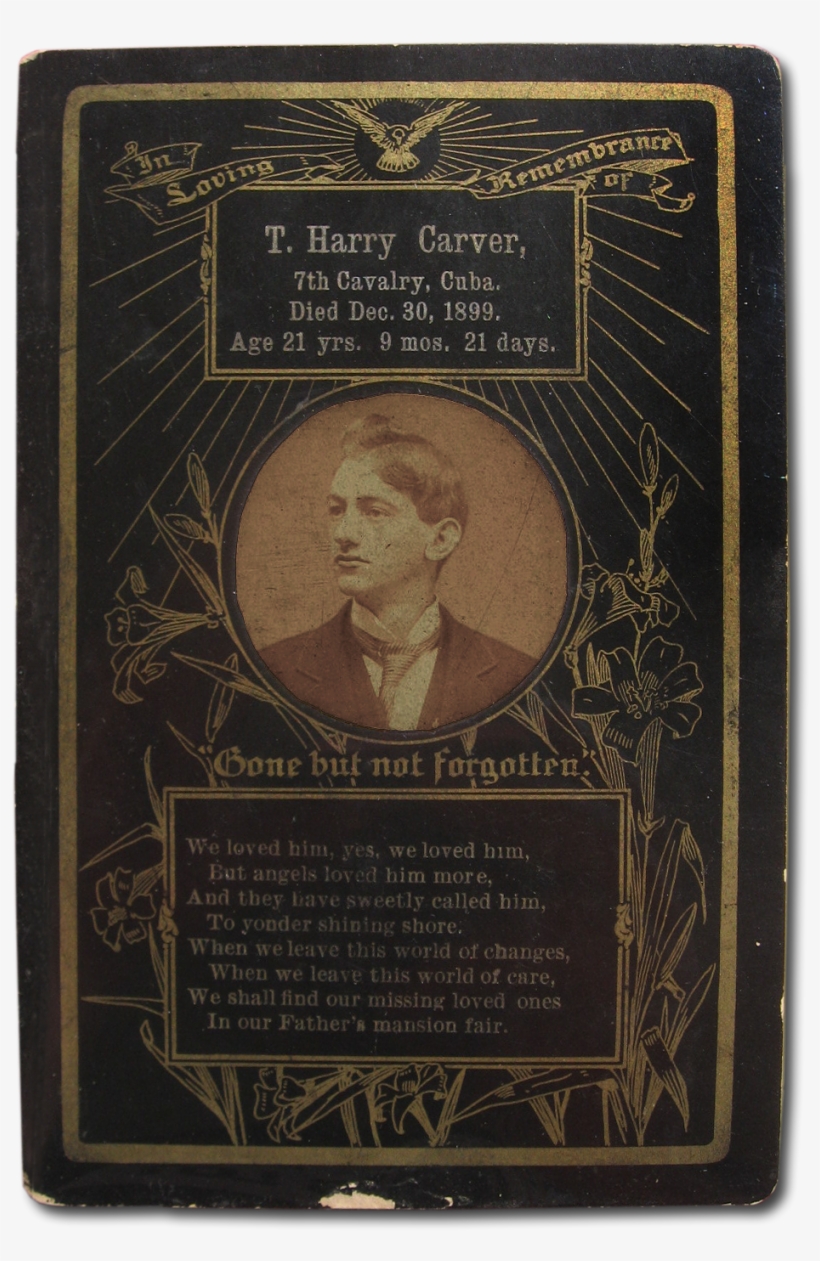 In
Loving
Remembrance
of
T. Harry Carver,
7th Cavalry, Cuba.
Died Dec. 30, 1899.
Age 21 yrs. 9 mos. 21 days.
"Gone but not forgotten."
We loved him, yes, we loved him,
But angels loved him more,
And they have sweetly called him,
To yonder shining shore.
When we leave this world of changes,
When we leave this world of care,
We shall find our missing loved ones
In our Father's mansion fair.